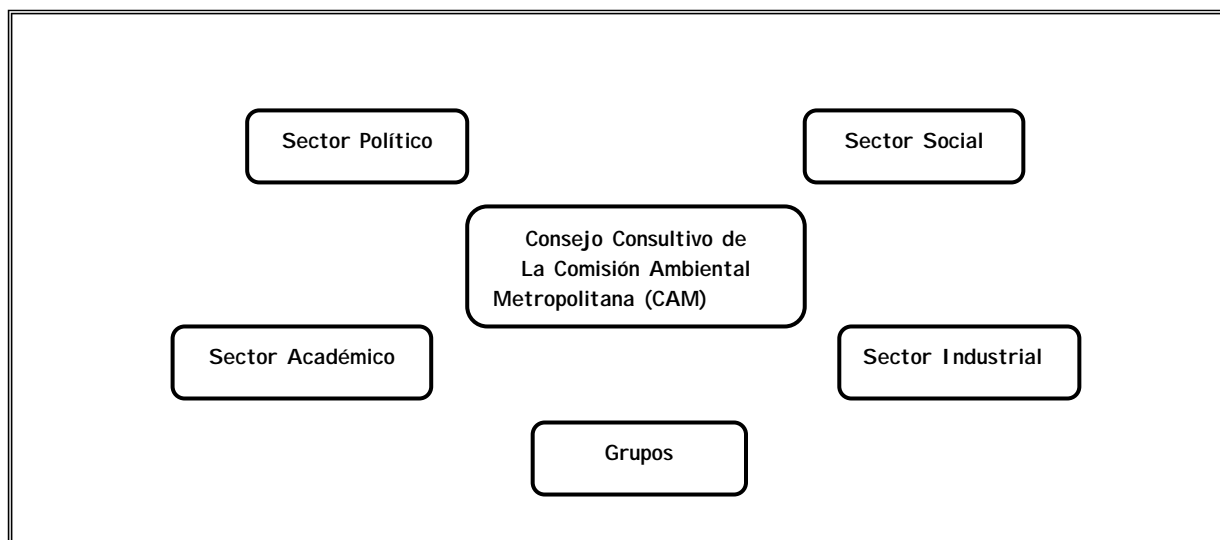 Sector Político
Sector Social
Consejo Consultivo de
La Comisión Ambiental
Metropolitana (CAM)
Sector Académico
Sector Industrial
Grupos